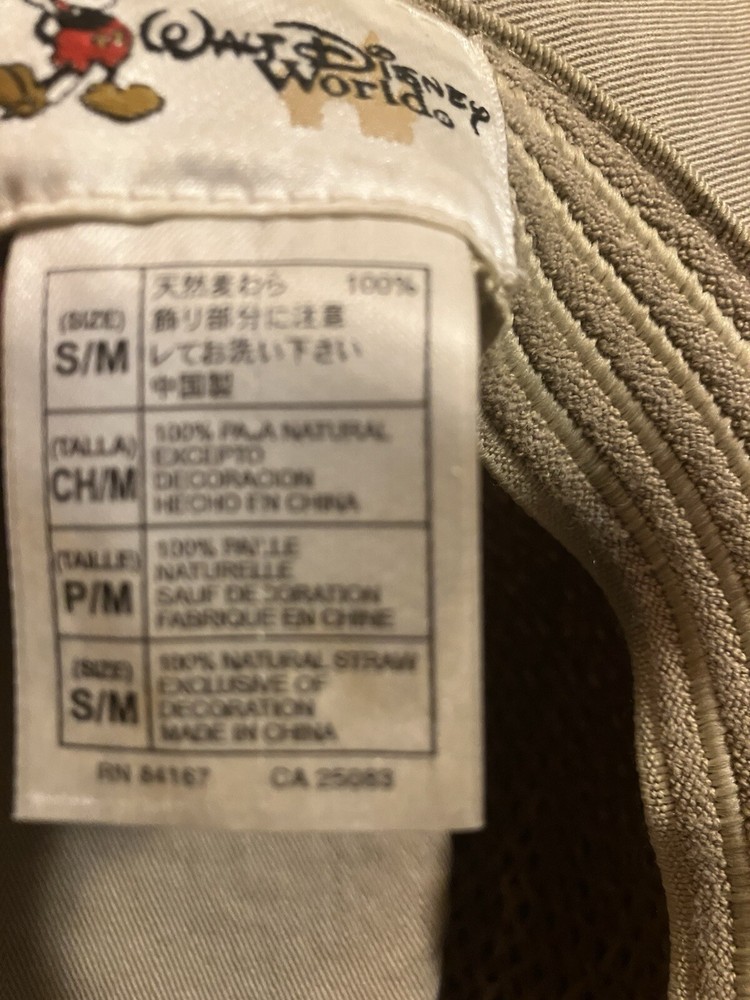 Walt Disney
World®
(SIZE)
S/M
天然麦わら 100%
飾り部分に注意
してお洗い下さい
中国製
(TALLA)
CH/M
100% PAJA NATURAL
EXCEPTO
DECORACION
HECHO EN CHINA
(TAILLE)
P/M
100% PAILLE
NATURELLE
SAUF DECORATION
FABRIQUE EN CHINE
(SIZE)
S/M
100% NATURAL STRAW
EXCLUSIVE OF
DECORATION
MADE IN CHINA
RN 84167 CA 25083